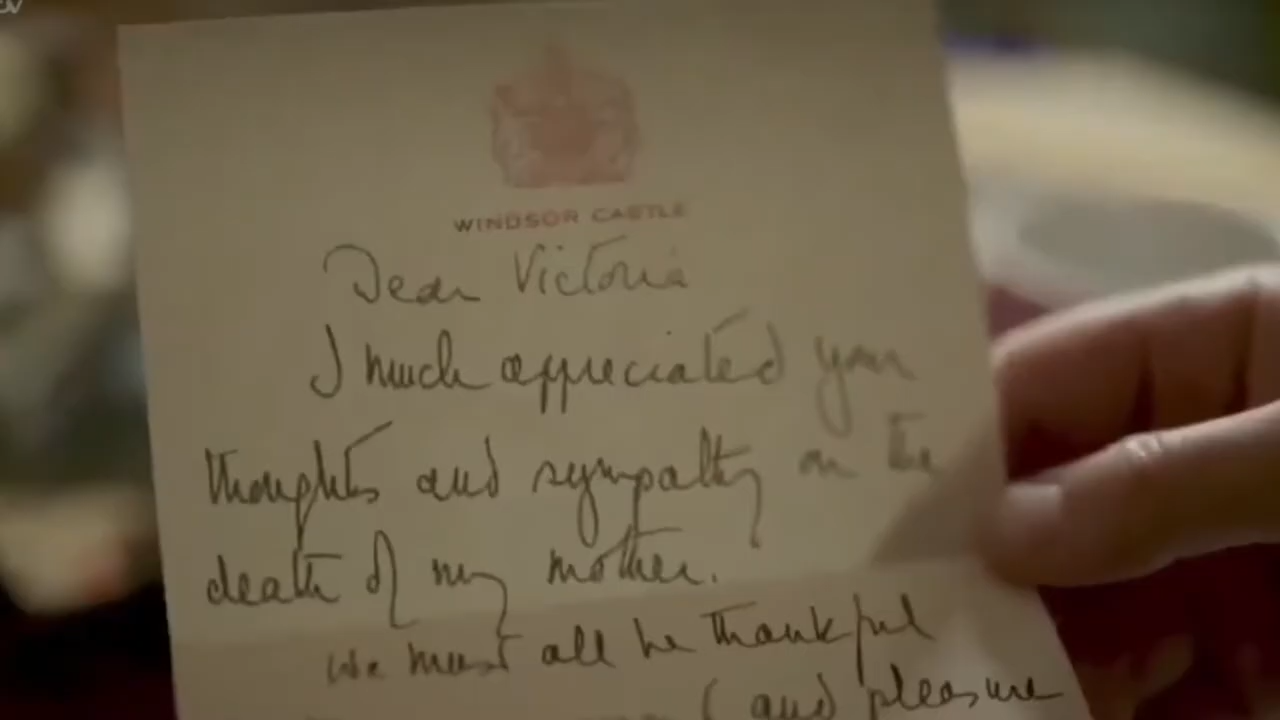 WINDSOR CASTLE
Dear Victoria
I much appreciated your
thoughts and sympathy on the
death of my mother.
We must all be thankful
(and pleasure